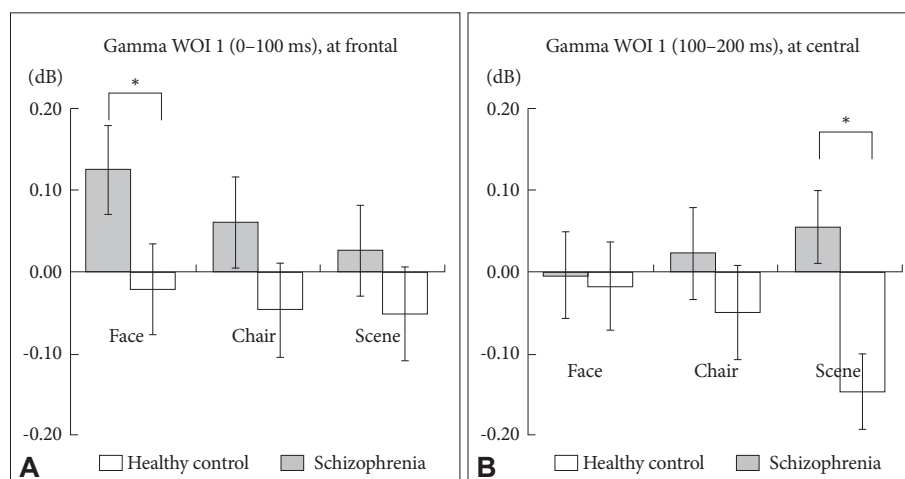 Gamma WOI 1 (0–100 ms), at frontal
(dB)
*
0.20
0.10
0.00
-0.10
-0.20
Face
Chair
Scene
A
Healthy control
Schizophrenia
Gamma WOI 1 (100–200 ms), at central
(dB)
*
0.20
0.10
0.00
-0.10
-0.20
Face
Chair
Scene
B
Healthy control
Schizophrenia